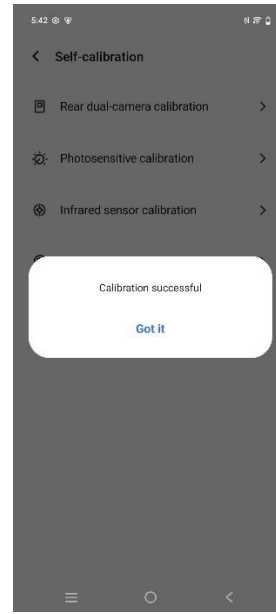 5:42
Self-calibration
Rear dual-camera calibration
Photosensitive calibration
Infrared sensor calibration
Calibration successful
Got it